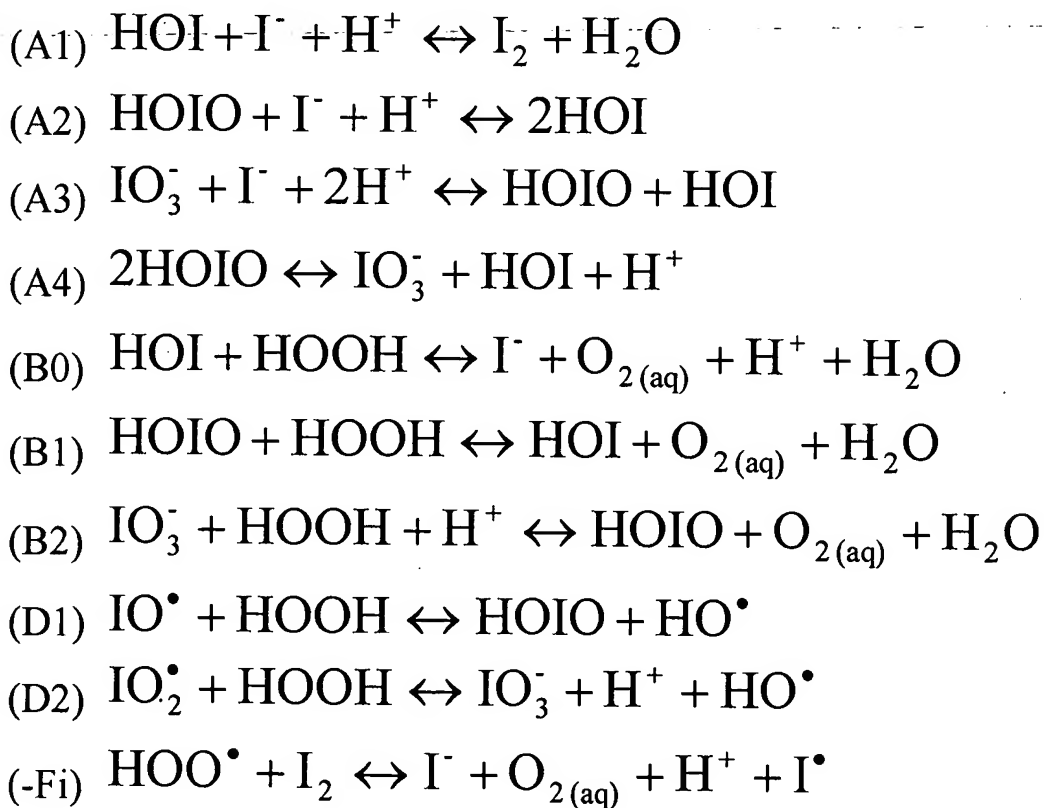 (A1) HOI + I⁻ + H⁺ ↔ I₂ + H₂O
(A2) HOIO + I⁻ + H⁺ ↔ 2HOI
(A3) IO₃⁻ + I⁻ + 2H⁺ ↔ HOIO + HOI
(A4) 2HOIO ↔ IO₃⁻ + HOI + H⁺
(B0) HOI + HOOH ↔ I⁻ + O₂₍aq₎ + H⁺ + H₂O
(B1) HOIO + HOOH ↔ HOI + O₂₍aq₎ + H₂O
(B2) IO₃⁻ + HOOH + H⁺ ↔ HOIO + O₂₍aq₎ + H₂O
(D1) IO• + HOOH ↔ HOIO + HO•
(D2) IO₂• + HOOH ↔ IO₃⁻ + H⁺ + HO•
(-Fi) HOO• + I₂ ↔ I⁻ + O₂₍aq₎ + H⁺ + I•